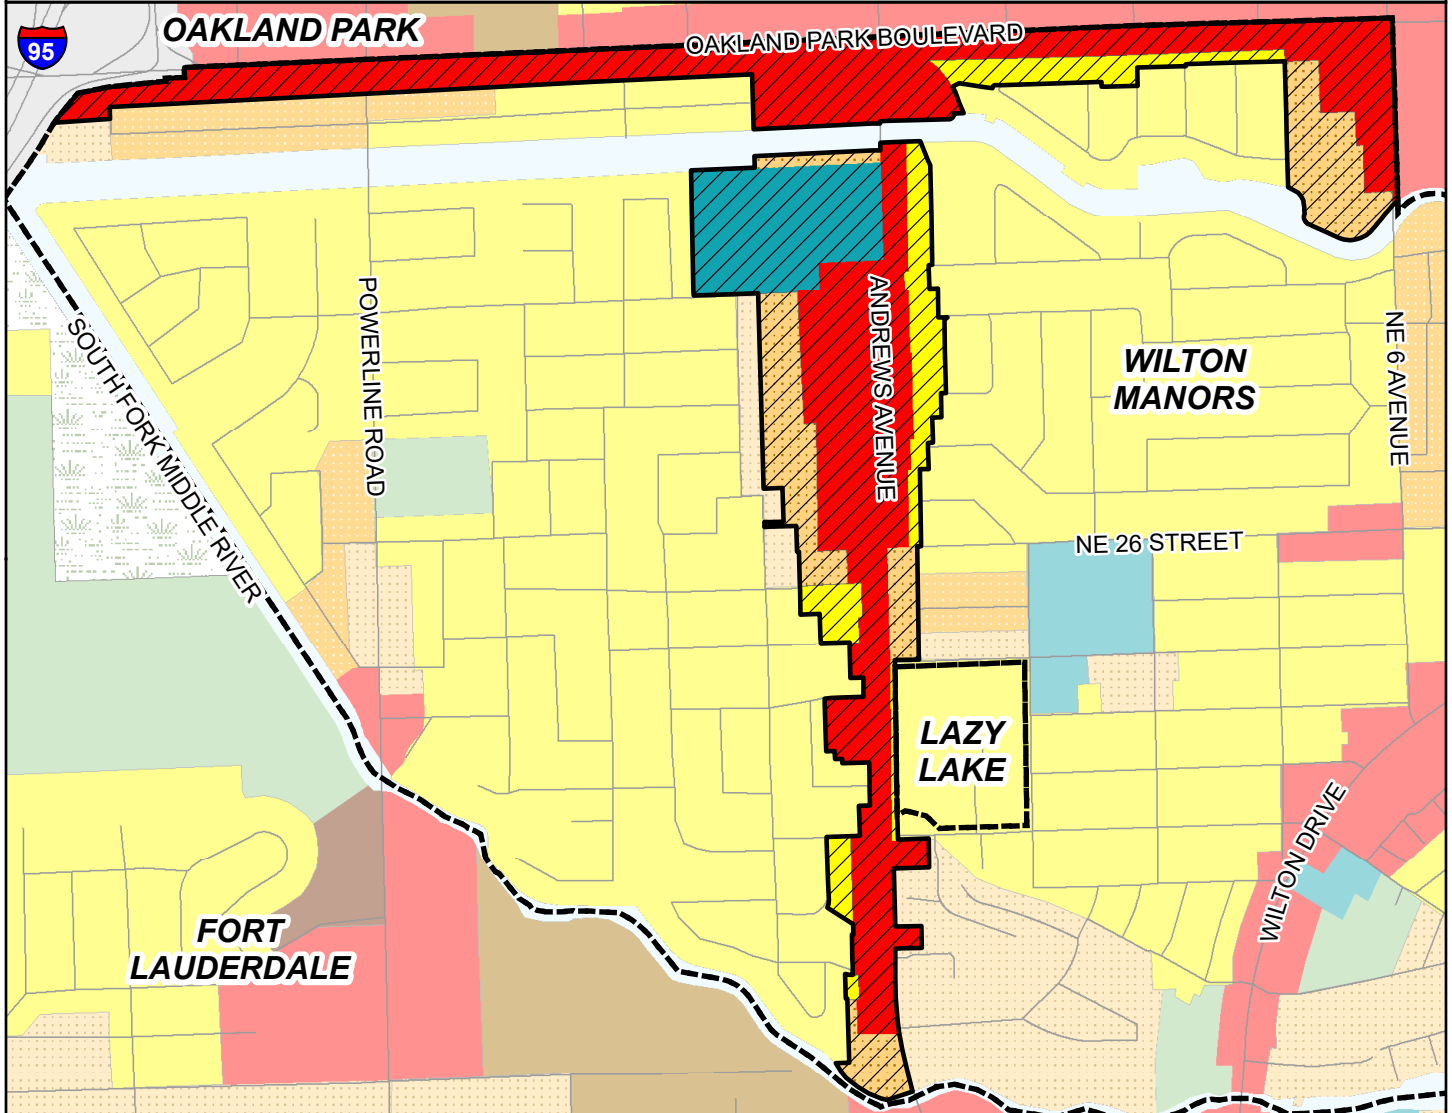 OAKLAND PARK
95
OAKLAND PARK BOULEVARD
POWERLINE ROAD
ANDREWS AVENUE
SOUTH FORK MIDDLE RIVER
WILTON
MANORS
NE 6 AVENUE
NE 26 STREET
LAZY
LAKE
WILTON DRIVE
FORT
LAUDERDALE